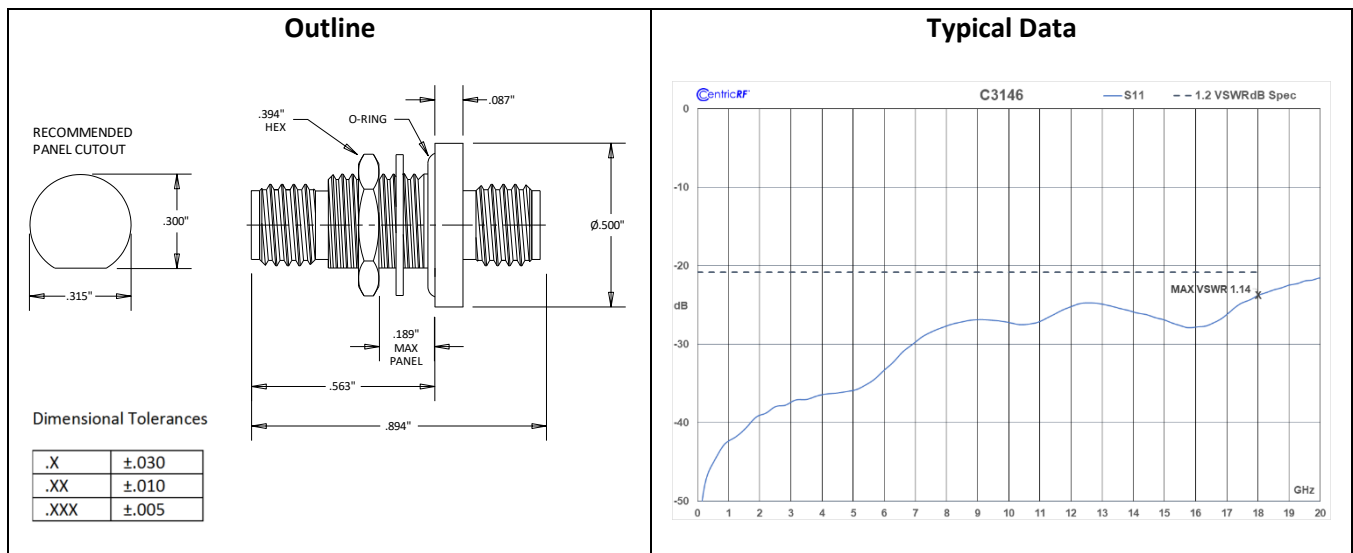 Outline
RECOMMENDED
PANEL CUTOUT
.300"
.315"
.394"
HEX
O-RING
.087"
Ø.500"
.189"
MAX
PANEL
.563"
.894"
Dimensional Tolerances
.X ±.030
.XX ±.010
.XXX ±.005
Typical Data
CentricRF
C3146
S11
1.2 VSWRdB Spec
0
-10
-20
dB
-30
-40
-50
MAX VSWR 1.14
x
GHz
0 1 2 3 4 5 6 7 8 9 10 11 12 13 14 15 16 17 18 19 20